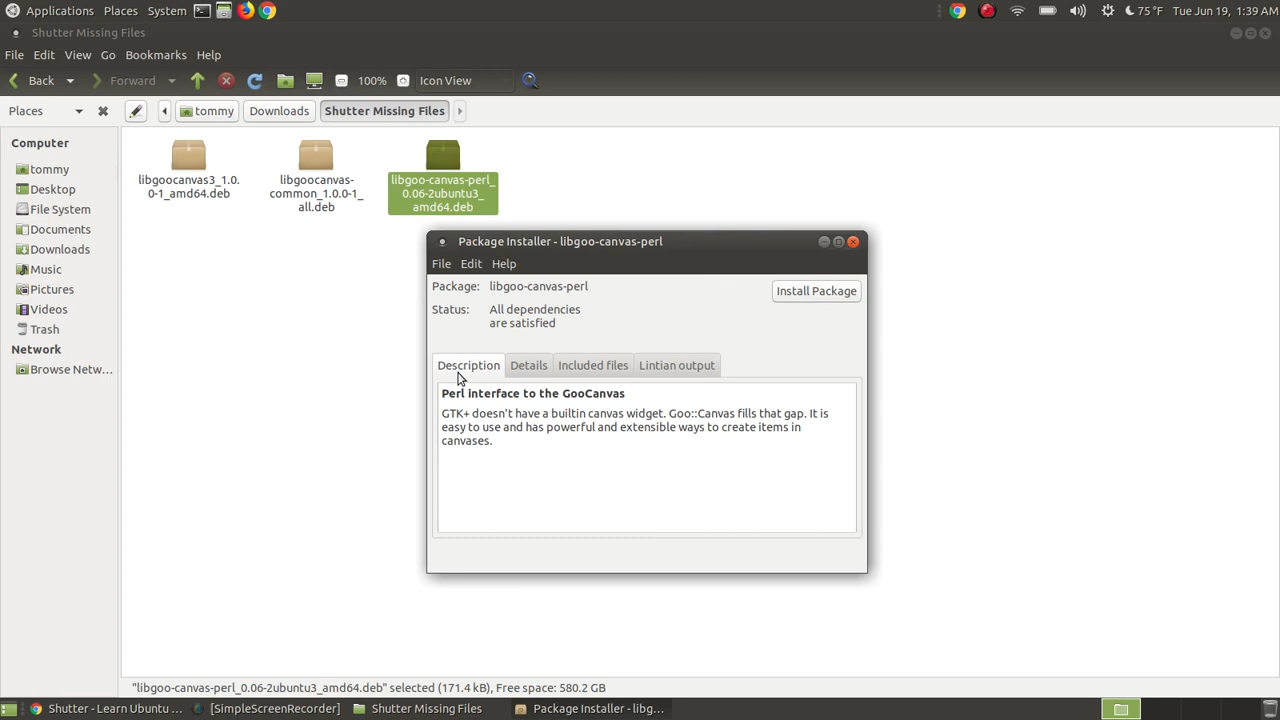 Applications Places System 75 °F Tue Jun 19, 1:39 AM
Shutter Missing Files
File Edit View Go Bookmarks Help
Back Forward 100% Icon View
Places tommy Downloads Shutter Missing Files
Computer
tommy
Desktop
File System
Documents
Downloads
Music
Pictures
Videos
Trash
Network
Browse Netw...
libgoocanvas3_1.0.
0-1_amd64.deb
libgoocanvas-
common_1.0.0-1_
all.deb
libgoo-canvas-perl_
0.06-2ubuntu3_
amd64.deb
Package Installer - libgoo-canvas-perl
File Edit Help
Package: libgoo-canvas-perl Install Package
Status: All dependencies
are satisfied
Description Details Included files Lintian output
Perl interface to the GooCanvas
GTK+ doesn't have a builtin canvas widget. Goo::Canvas fills that gap. It is
easy to use and has powerful and extensible ways to create items in
canvases.
"libgoo-canvas-perl_0.06-2ubuntu3_amd64.deb" selected (171.4 kB), Free space: 580.2 GB
Shutter - Learn Ubuntu ... [SimpleScreenRecorder] Shutter Missing Files Package Installer - libg...